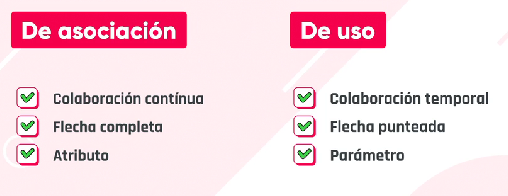 De asociación
De uso
Colaboración contínua
Flecha completa
Atributo
Colaboración temporal
Flecha punteada
Parámetro